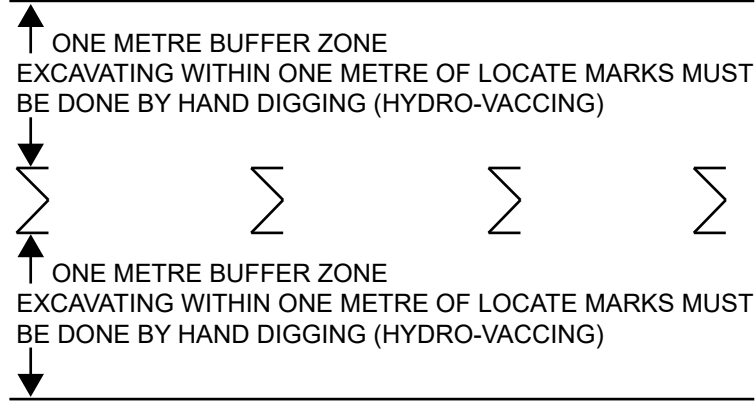 ONE METRE BUFFER ZONE
EXCAVATING WITHIN ONE METRE OF LOCATE MARKS MUST
BE DONE BY HAND DIGGING (HYDRO-VACCING)
Σ Σ Σ Σ
ONE METRE BUFFER ZONE
EXCAVATING WITHIN ONE METRE OF LOCATE MARKS MUST
BE DONE BY HAND DIGGING (HYDRO-VACCING)